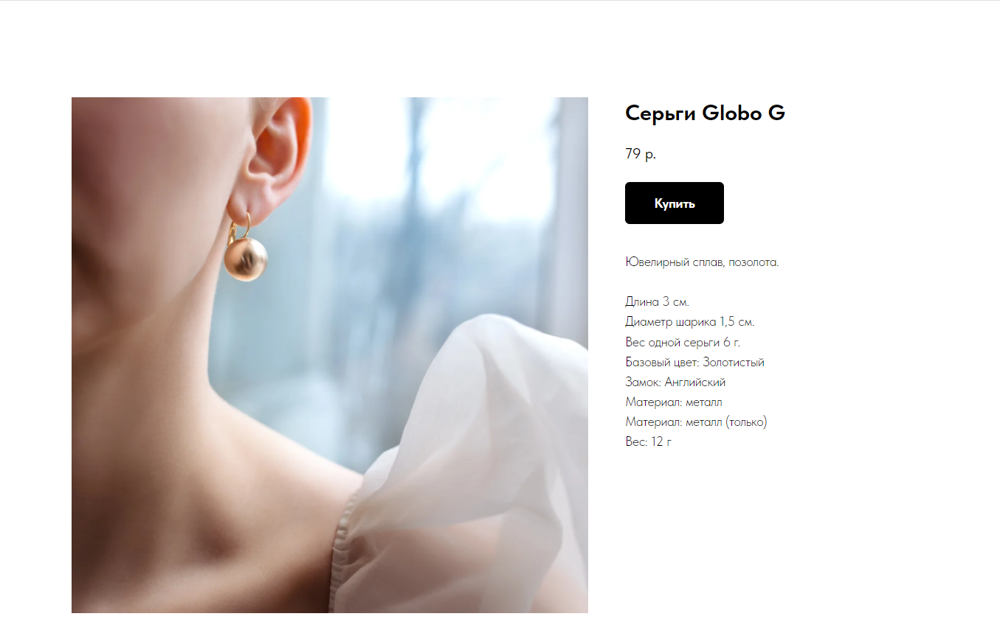 Серьги Globo G
79 р.
Купить
Ювелирный сплав, позолота.
Длина 3 см.
Диаметр шарика 1,5 см.
Вес одной серьги 6 г.
Базовый цвет: Золотистый
Замок: Английский
Материал: металл
Материал: металл (только)
Вес: 12 г